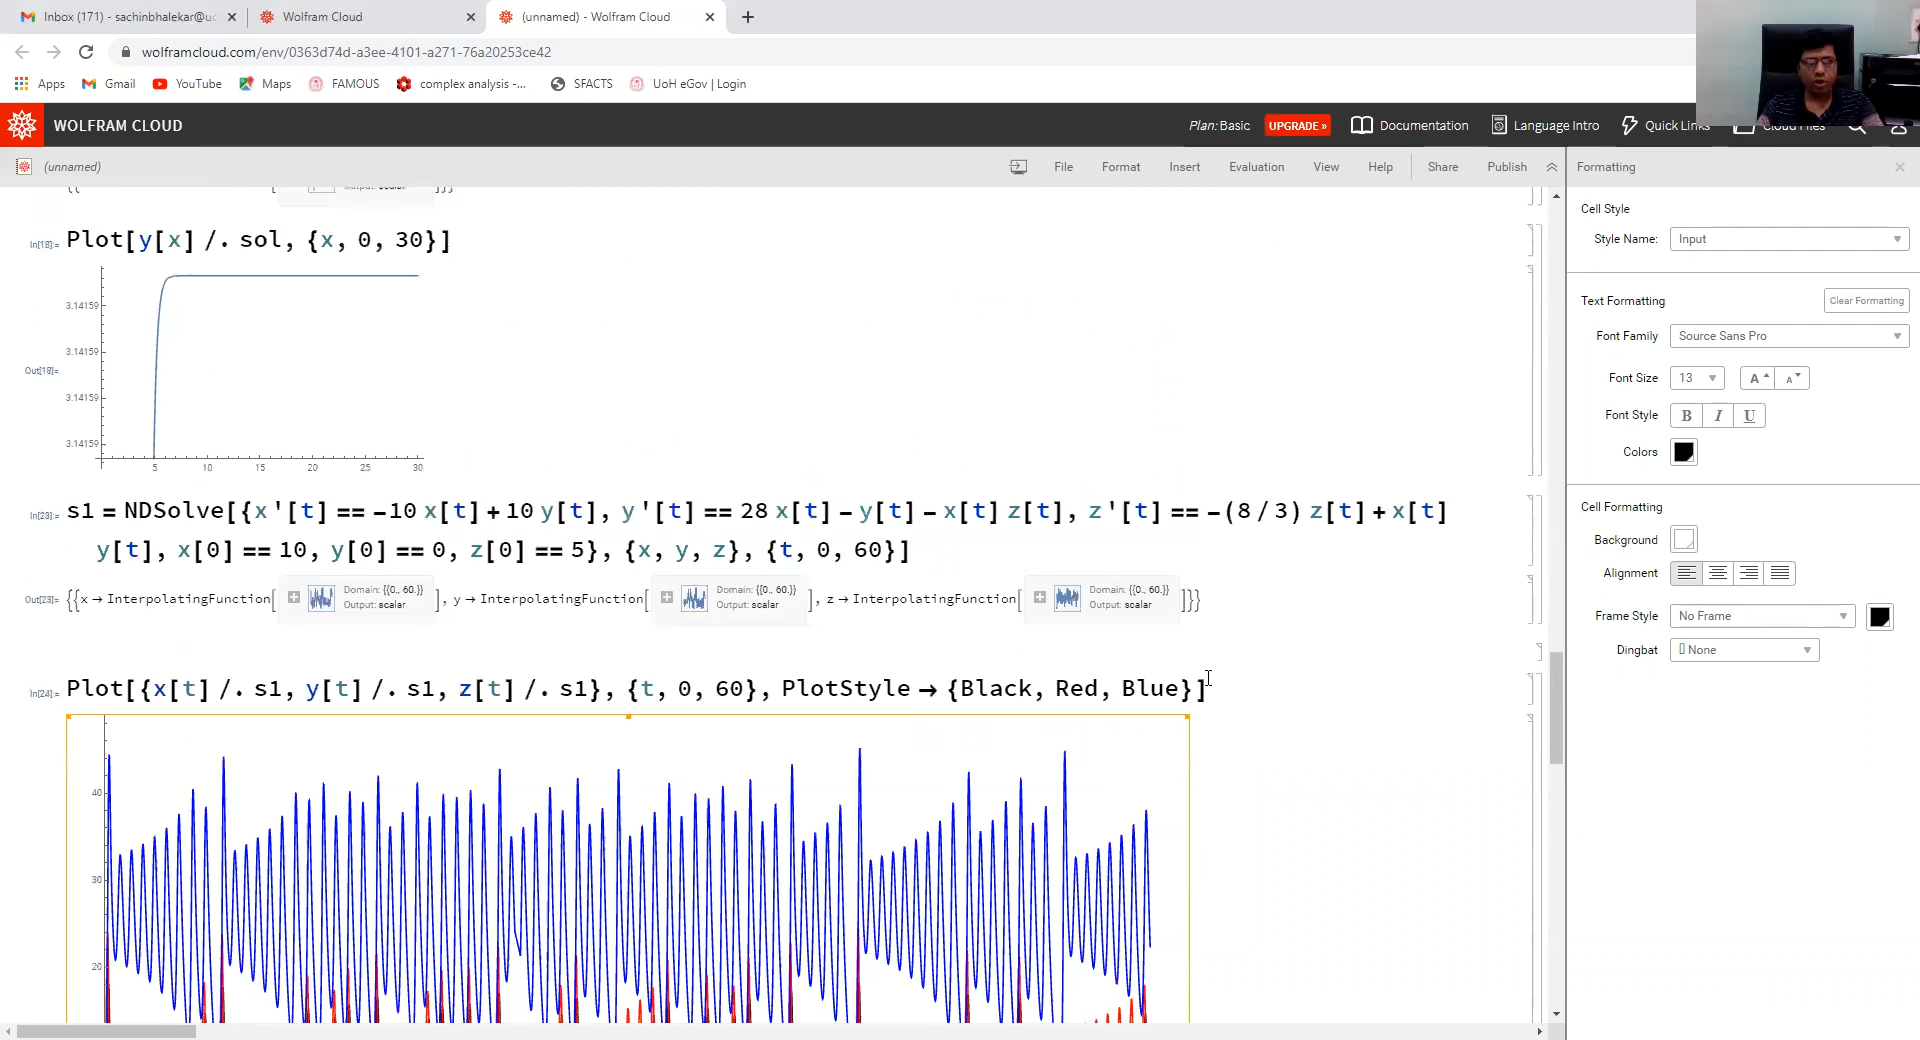 Inbox (171) - sachinbhalekar@u
Wolfram Cloud
(unnamed) - Wolfram Cloud
wolframcloud.com/env/0363d74d-a3ee-4101-a271-76a20253ce42
Apps Gmail YouTube Maps FAMOUS complex analysis -... SFACTS UoH eGov | Login
WOLFRAM CLOUD
Plan: Basic UPGRADE » Documentation Language Intro Quick Links Cloud Files
(unnamed)
File Format Insert Evaluation View Help Share Publish
Formatting
Output: scalar
In[18]:= Plot[y[x] /. sol, {x, 0, 30}]
3.14159
3.14159
3.14159
3.14159
Out[18]=
5 10 15 20 25 30
In[23]:= s1 = NDSolve[{x'[t] == -10 x[t] + 10 y[t], y'[t] == 28 x[t] - y[t] - x[t] z[t], z'[t] == -(8 / 3) z[t] + x[t]
y[t], x[0] == 10, y[0] == 0, z[0] == 5}, {x, y, z}, {t, 0, 60}]
Out[23]= {{x → InterpolatingFunction[ Domain: {{0., 60.}} Output: scalar ], y → InterpolatingFunction[ Domain: {{0., 60.}} Output: scalar ], z → InterpolatingFunction[ Domain: {{0., 60.}} Output: scalar ]}}
In[24]:= Plot[{x[t] /. s1, y[t] /. s1, z[t] /. s1}, {t, 0, 60}, PlotStyle → {Black, Red, Blue}]
40
30
20
Cell Style
Style Name: Input
Text Formatting Clear Formatting
Font Family Source Sans Pro
Font Size 13 A A
Font Style B I U
Colors
Cell Formatting
Background
Alignment
Frame Style No Frame
Dingbat None